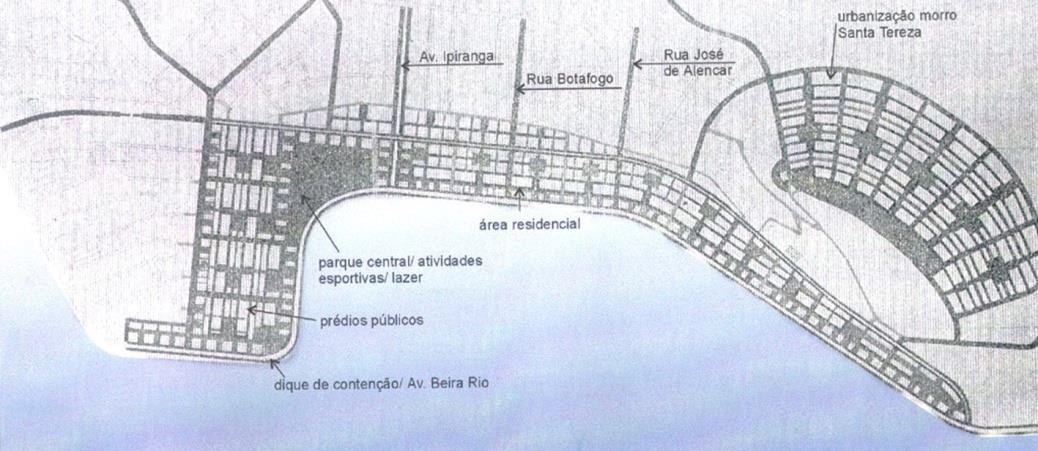 urbanização morro
Santa Tereza
Av. Ipiranga
Rua José
de Alencar
Rua Botafogo
área residencial
parque central/ atividades
esportivas/ lazer
prédios públicos
dique de contenção/ Av. Beira Rio